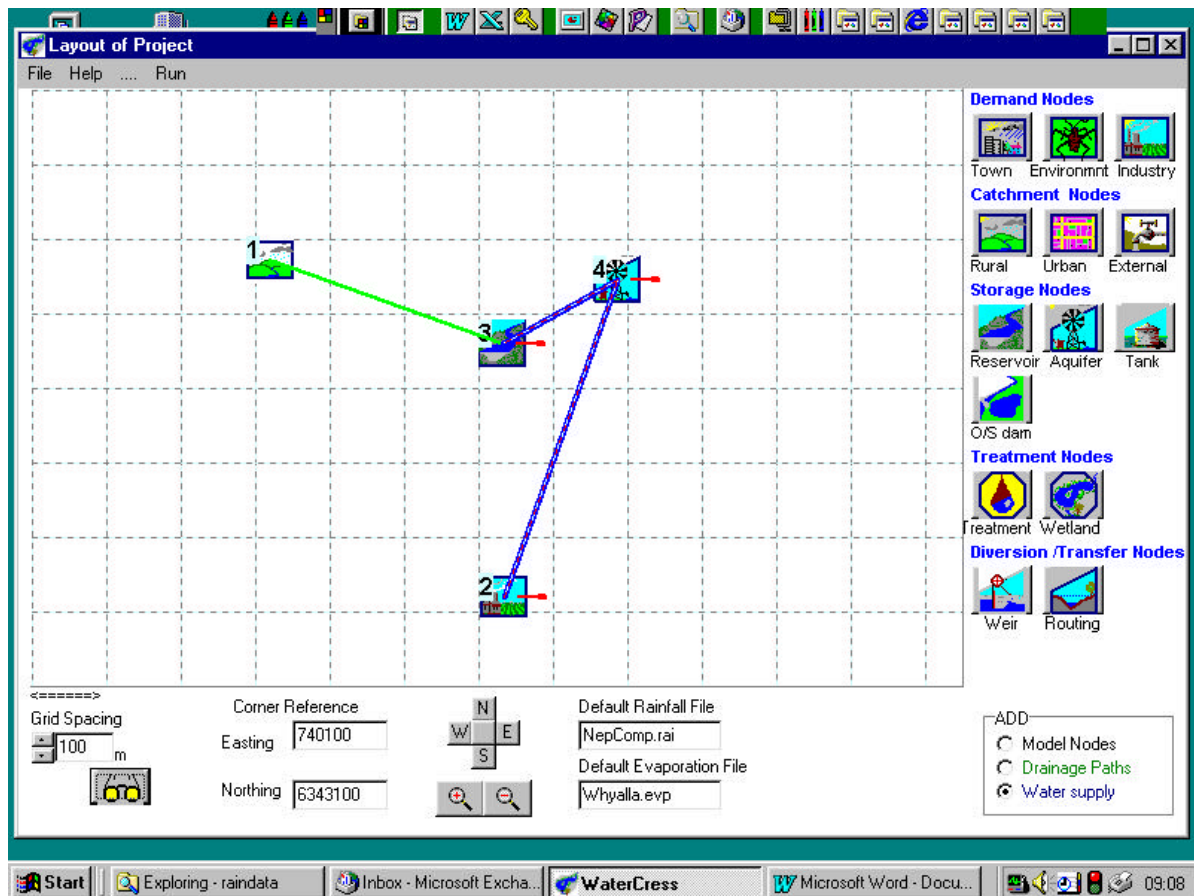 Layout of Project
File Help .... Run
Demand Nodes
Town Environmnt Industry
Catchment Nodes
Rural Urban External
Storage Nodes
Reservoir Aquifer Tank
O/S dam
Treatment Nodes
Treatment Wetland
Diversion /Transfer Nodes
Weir Routing
1
4
3
2
<======>
Grid Spacing
100 m
Corner Reference
Easting 740100
Northing 6343100
N
W E
S
Default Rainfall File
NepComp.rai
Default Evaporation File
Whyalla.evp
ADD
Model Nodes
Drainage Paths
Water supply
Start Exploring - raindata Inbox - Microsoft Excha... WaterCress Microsoft Word - Docu... 09:08